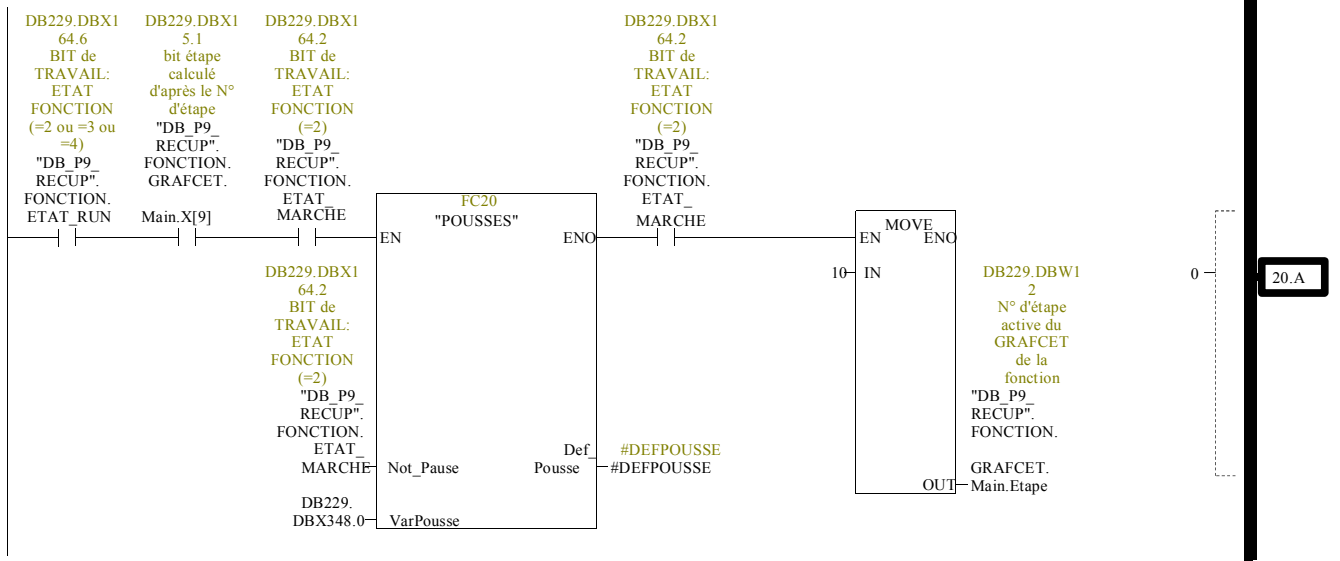 DB229.DBX1
64.6
BIT de
TRAVAIL:
ETAT
FONCTION
(=2 ou =3 ou
=4)
"DB_P9_
RECUP".
FONCTION.
ETAT_RUN
DB229.DBX1
5.1
bit étape
calculé
d'après le N°
d'étape
"DB_P9_
RECUP".
FONCTION.
GRAFCET.
Main.X[9]
DB229.DBX1
64.2
BIT de
TRAVAIL:
ETAT
FONCTION
(=2)
"DB_P9_
RECUP".
FONCTION.
ETAT_
MARCHE
FC20
"POUSSES"
EN
ENO
DB229.DBX1
64.2
BIT de
TRAVAIL:
ETAT
FONCTION
(=2)
"DB_P9_
RECUP".
FONCTION.
ETAT_
MARCHE
Not_Pause
DB229.
DBX348.0
VarPousse
Def_
Pousse
#DEFPOUSSE
#DEFPOUSSE
DB229.DBX1
64.2
BIT de
TRAVAIL:
ETAT
FONCTION
(=2)
"DB_P9_
RECUP".
FONCTION.
ETAT_
MARCHE
MOVE
EN
ENO
10
IN
OUT
DB229.DBW1
2
N° d'étape
active du
GRAFCET
de la
fonction
"DB_P9_
RECUP".
FONCTION.
GRAFCET.
Main.Etape
0
20.A